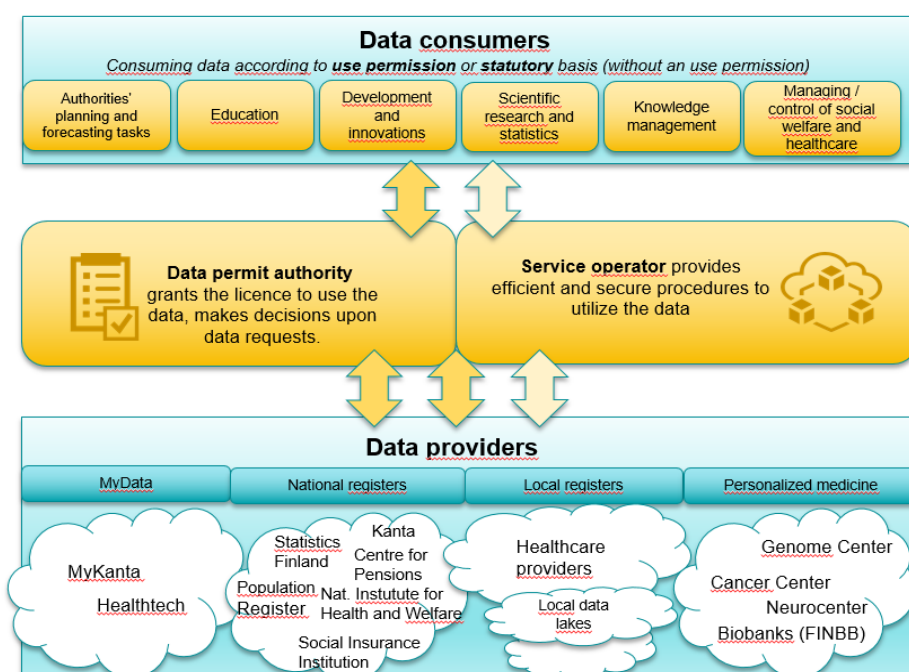 Data consumers
Consuming data according to use permission or statutory basis (without an use permission)
Authorities'
planning and
forecasting tasks
Education
Development
and
innovations
Scientific
research and
statistics
Knowledge
management
Managing /
control of social
welfare and
healthcare
Data permit authority
grants the licence to use the
data, makes decisions upon
data requests.
Service operator provides
efficient and secure procedures to
utilize the data
Data providers
MyData
National registers
Local registers
Personalized medicine
MyKanta
Healthtech
Kanta
Statistics
Finland
Centre for
Pensions
Population
Register
Nat. Instutute for
Health and Welfare
Social Insurance
Institution
Healthcare
providers
Local data
lakes
Genome Center
Cancer Center
Neurocenter
Biobanks (FINBB)